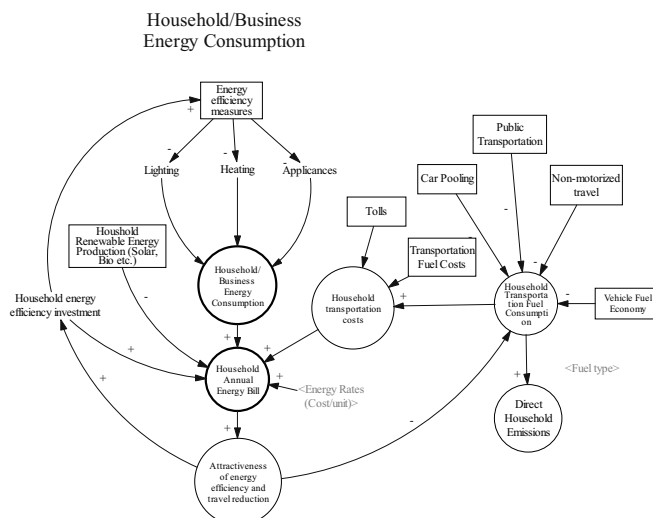 Household/Business
Energy Consumption
Energy
efficiency
measures
+
-
-
-
Lighting
Heating
Applicances
Public
Transportation
Car Pooling
Non-motorized
travel
Tolls
Transportation
Fuel Costs
Houshold
Renewable Energy
Production (Solar,
Bio etc.)
Household/
Business
Energy
Consumption
Household
transportation
costs
Household
Transporta
tion Fuel
Consumpti
on
Vehicle Fuel
Economy
-
-
-
-
+
-
Household energy
efficiency investment
+
+
+
+
Household
Annual
Energy Bill
+
<Energy Rates
(Cost/unit)>
<Fuel type>
+
Direct
Household
Emissions
+
+
-
Attractiveness
of energy
efficiency and
travel reduction